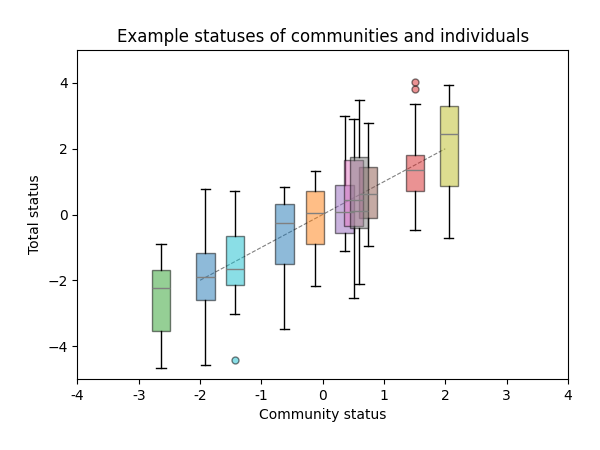 Example statuses of communities and individuals
Total status
4
2
0
−2
−4
-4 -3 -2 -1 0 1 2 3 4
Community status